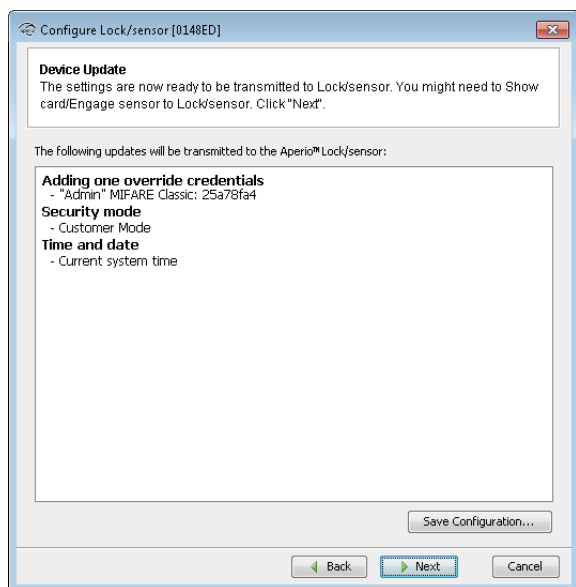 Configure Lock/sensor [0148ED]
Device Update
The settings are now ready to be transmitted to Lock/sensor. You might need to Show
card/Engage sensor to Lock/sensor. Click "Next".
The following updates will be transmitted to the Aperio™ Lock/sensor:
Adding one override credentials
- "Admin" MIFARE Classic: 25a78fa4
Security mode
- Customer Mode
Time and date
- Current system time
Save Configuration...
Back Next Cancel